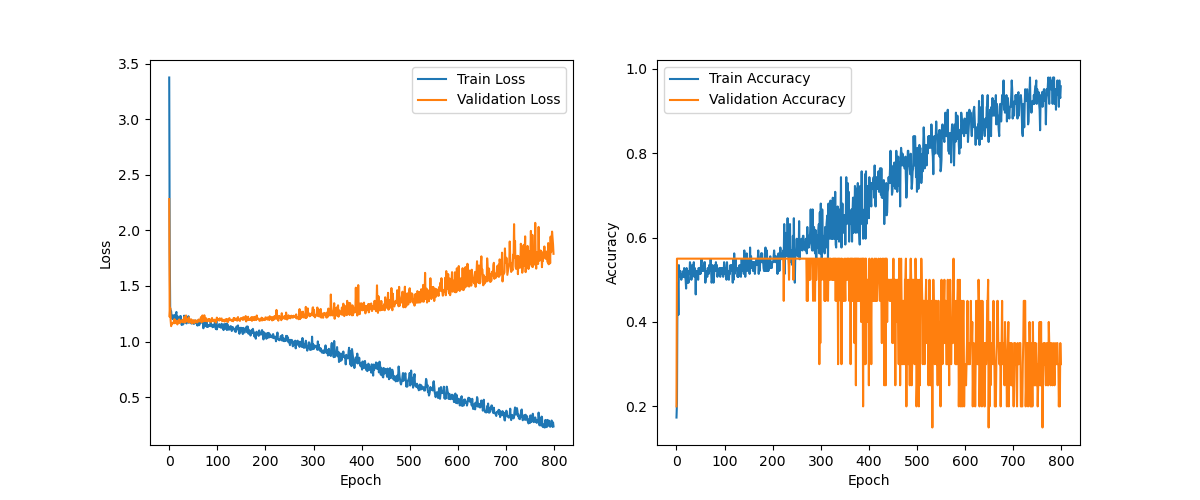 3.5
3.0
2.5
2.0
1.5
1.0
0.5
Loss
Train Loss
Validation Loss
0 100 200 300 400 500 600 700 800
Epoch
1.0
0.8
0.6
0.4
0.2
Accuracy
Train Accuracy
Validation Accuracy
0 100 200 300 400 500 600 700 800
Epoch